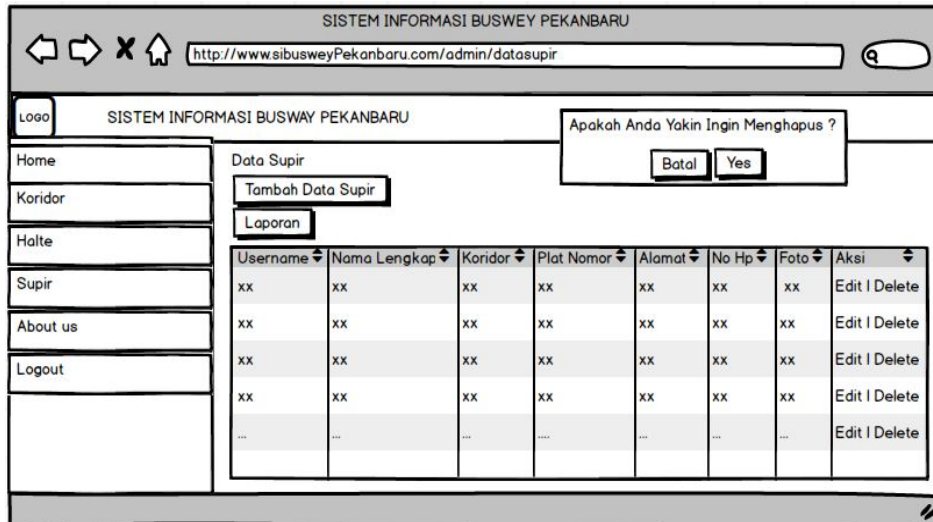 SISTEM INFORMASI BUSWEY PEKANBARU
http://www.sibusweyPekanbaru.com/admin/datasupir
LOGO
SISTEM INFORMASI BUSWAY PEKANBARU
Apakah Anda Yakin Ingin Menghapus ?
Batal Yes
Home
Koridor
Halte
Supir
About us
Logout
Data Supir
Tambah Data Supir
Laporan
Username Nama Lengkap Koridor Plat Nomor Alamat No Hp Foto Aksi
xx xx xx xx xx xx xx Edit | Delete
xx xx xx xx xx xx xx Edit | Delete
xx xx xx xx xx xx xx Edit | Delete
xx xx xx xx xx xx xx Edit | Delete
... ... ... .... ... ... ... Edit | Delete